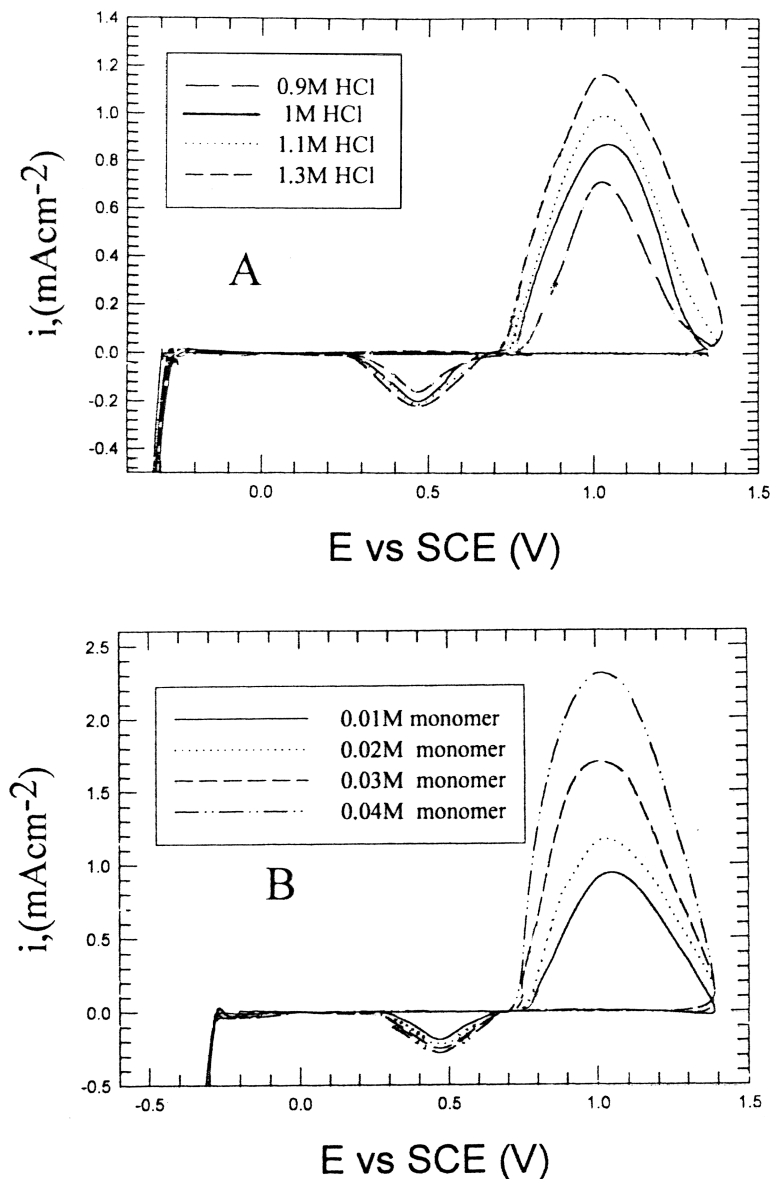 1.4
1.2
1.0
0.8
0.6
0.4
0.2
0.0
-0.2
-0.4
i,(mAcm-2)
0.9M HCl
1M HCl
1.1M HCl
1.3M HCl
A
0.0 0.5 1.0 1.5
E vs SCE (V)
2.5
2.0
1.5
1.0
0.5
0.0
-0.5
i,(mAcm-2)
0.01M monomer
0.02M monomer
0.03M monomer
0.04M monomer
B
-0.5 0.0 0.5 1.0 1.5
E vs SCE (V)